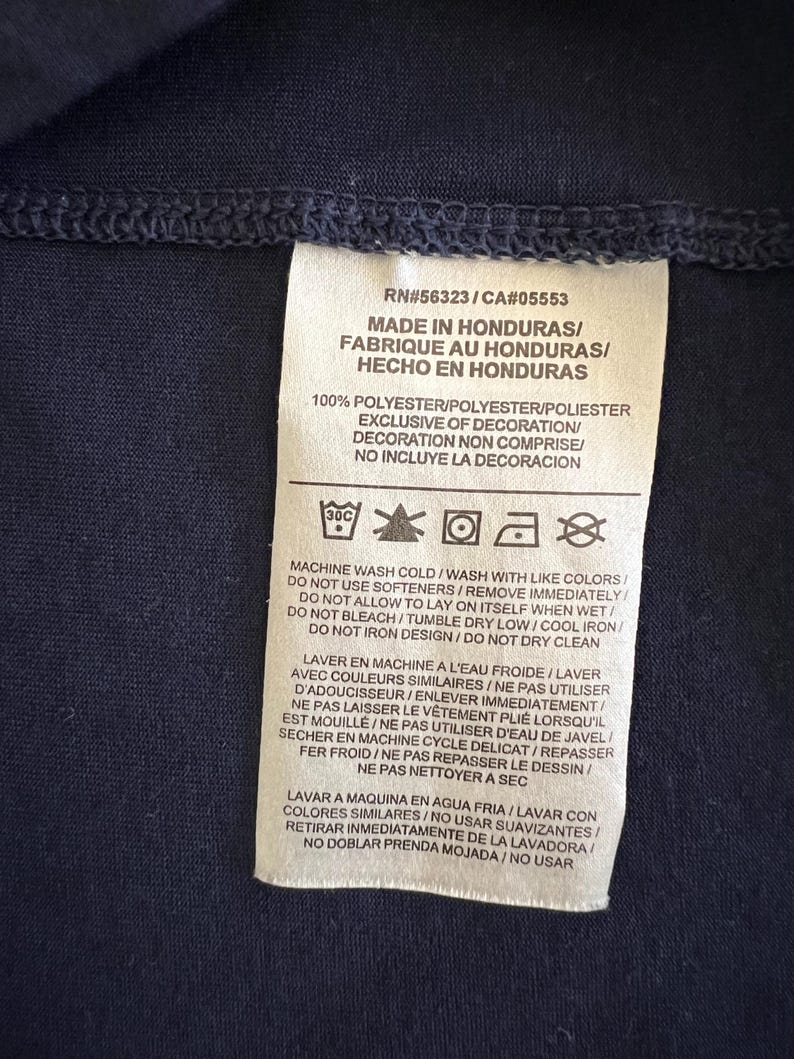 RN#56323 / CA#05553
MADE IN HONDURAS/
FABRIQUE AU HONDURAS/
HECHO EN HONDURAS
100% POLYESTER/POLYESTER/POLIESTER
EXCLUSIVE OF DECORATION/
DECORATION NON COMPRISE/
NO INCLUYE LA DECORACION
30C
MACHINE WASH COLD / WASH WITH LIKE COLORS /
DO NOT USE SOFTENERS / REMOVE IMMEDIATELY /
DO NOT ALLOW TO LAY ON ITSELF WHEN WET /
DO NOT BLEACH / TUMBLE DRY LOW / COOL IRON /
DO NOT IRON DESIGN / DO NOT DRY CLEAN
LAVER EN MACHINE A L'EAU FROIDE / LAVER
AVEC COULEURS SIMILAIRES / NE PAS UTILISER
D'ADOUCISSEUR / ENLEVER IMMEDIATEMENT /
NE PAS LAISSER LE VÊTEMENT PLIÉ LORSQU'IL
EST MOUILLÉ / NE PAS UTILISER D'EAU DE JAVEL /
SECHER EN MACHINE CYCLE DELICAT / REPASSER
FER FROID / NE PAS REPASSER LE DESSIN /
NE PAS NETTOYER A SEC
LAVAR A MAQUINA EN AGUA FRIA / LAVAR CON
COLORES SIMILARES / NO USAR SUAVIZANTES /
RETIRAR INMEDIATAMENTE DE LA LAVADORA /
NO DOBLAR PRENDA MOJADA / NO USAR